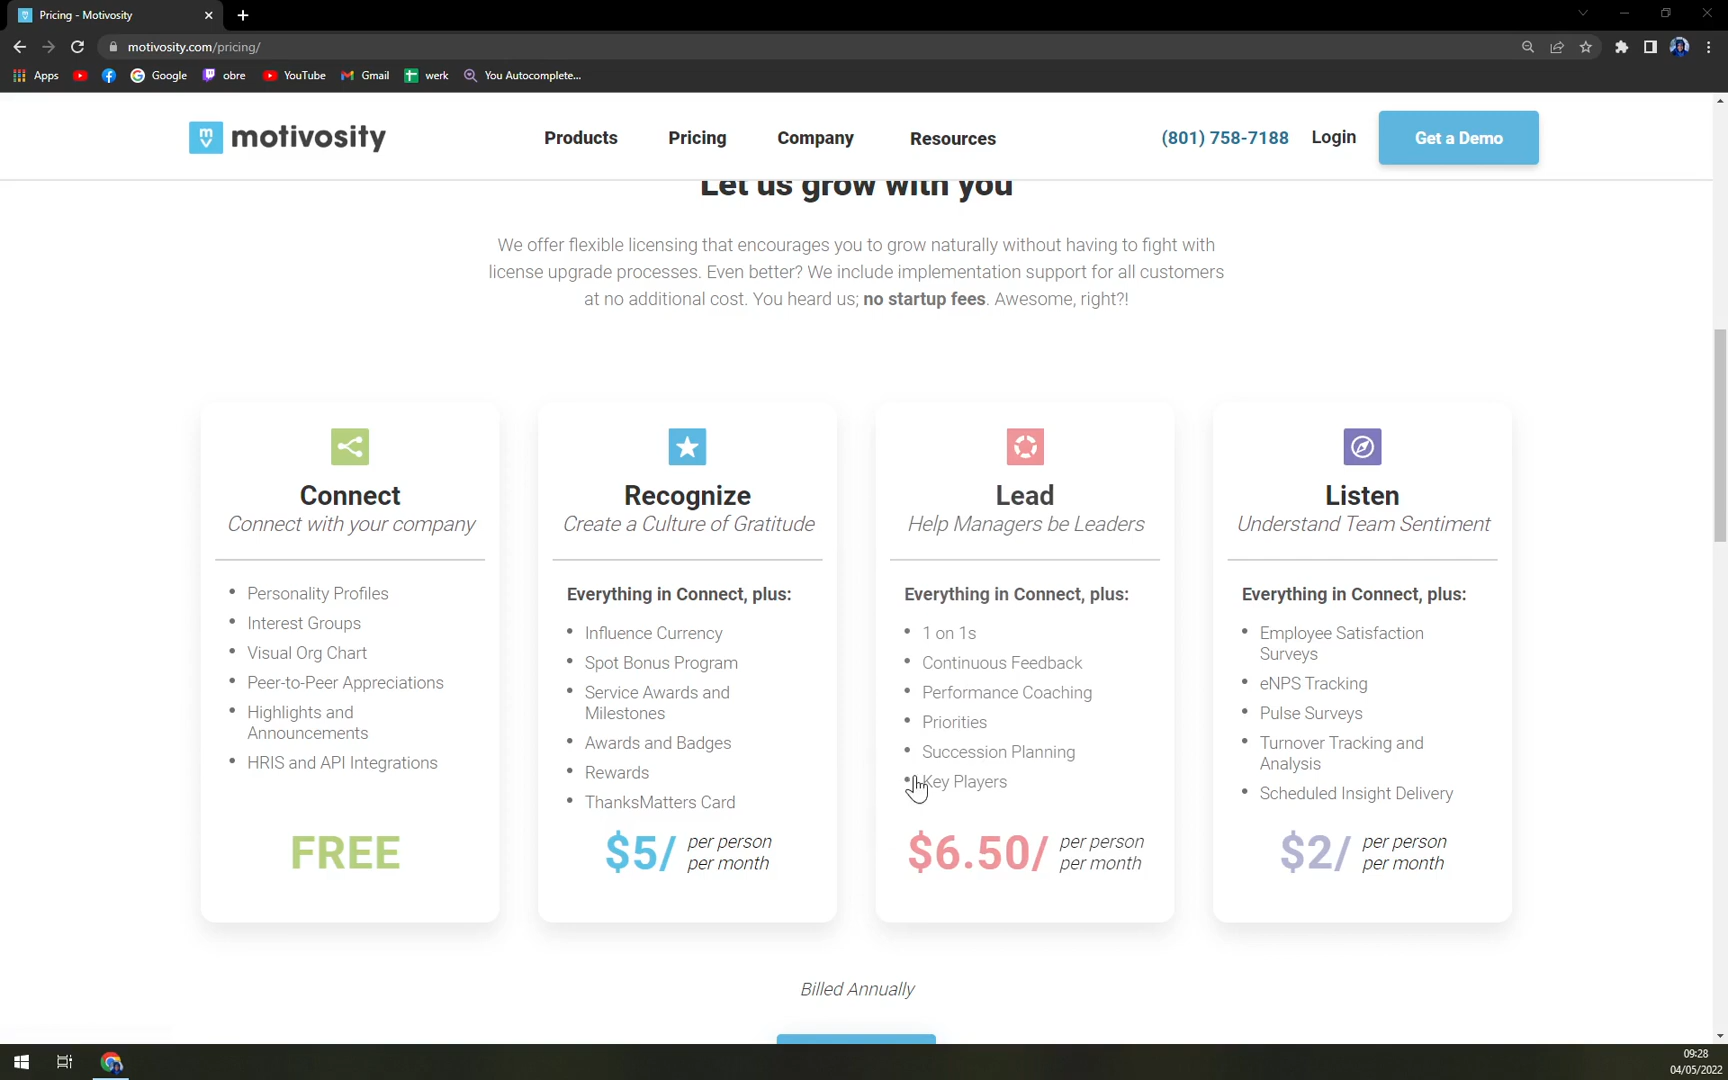 Pricing - Motivosity
motivosity.com/pricing/
Apps
Google
obre
YouTube
Gmail
werk
You Autocomplete...
motivosity
Products
Pricing
Company
Resources
(801) 758-7188
Login
Get a Demo
Let us grow with you
We offer flexible licensing that encourages you to grow naturally without having to fight with
license upgrade processes. Even better? We include implementation support for all customers
at no additional cost. You heard us; no startup fees. Awesome, right?!
Connect
Connect with your company
• Personality Profiles
• Interest Groups
• Visual Org Chart
• Peer-to-Peer Appreciations
• Highlights and
Announcements
• HRIS and API Integrations
FREE
Recognize
Create a Culture of Gratitude
Everything in Connect, plus:
• Influence Currency
• Spot Bonus Program
• Service Awards and
Milestones
• Awards and Badges
• Rewards
• ThanksMatters Card
$5/ per person
per month
Lead
Help Managers be Leaders
Everything in Connect, plus:
• 1 on 1s
• Continuous Feedback
• Performance Coaching
• Priorities
• Succession Planning
• Key Players
$6.50/ per person
per month
Listen
Understand Team Sentiment
Everything in Connect, plus:
• Employee Satisfaction
Surveys
• eNPS Tracking
• Pulse Surveys
• Turnover Tracking and
Analysis
• Scheduled Insight Delivery
$2/ per person
per month
Billed Annually
09:28
04/05/2022